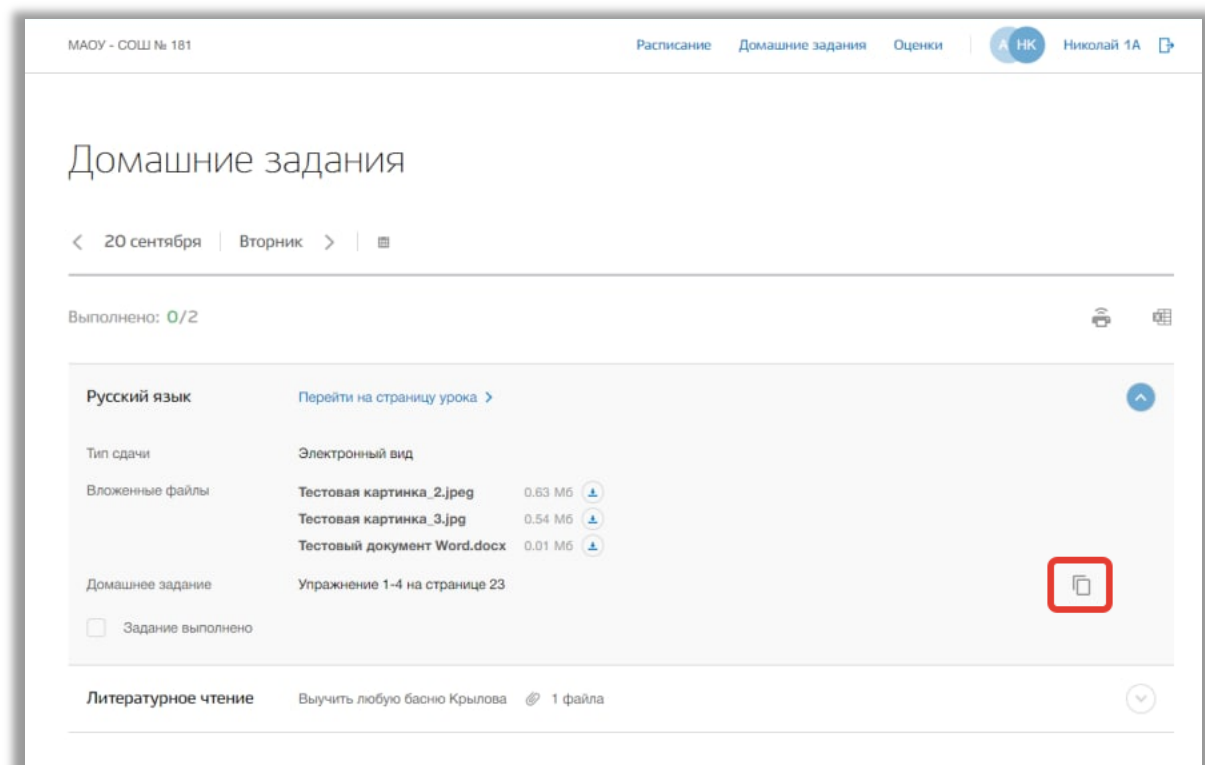 МАОУ - СОШ № 181 Расписание Домашние задания Оценки А НК Николай 1А
Домашние задания
20 сентября Вторник
Выполнено: 0/2
Русский язык Перейти на страницу урока
Тип сдачи Электронный вид
Вложенные файлы Тестовая картинка_2.jpeg 0.63 Мб
Тестовая картинка_3.jpg 0.54 Мб
Тестовый документ Word.docx 0.01 Мб
Домашнее задание Упражнение 1-4 на странице 23
Задание выполнено
Литературное чтение Выучить любую басню Крылова 1 файла